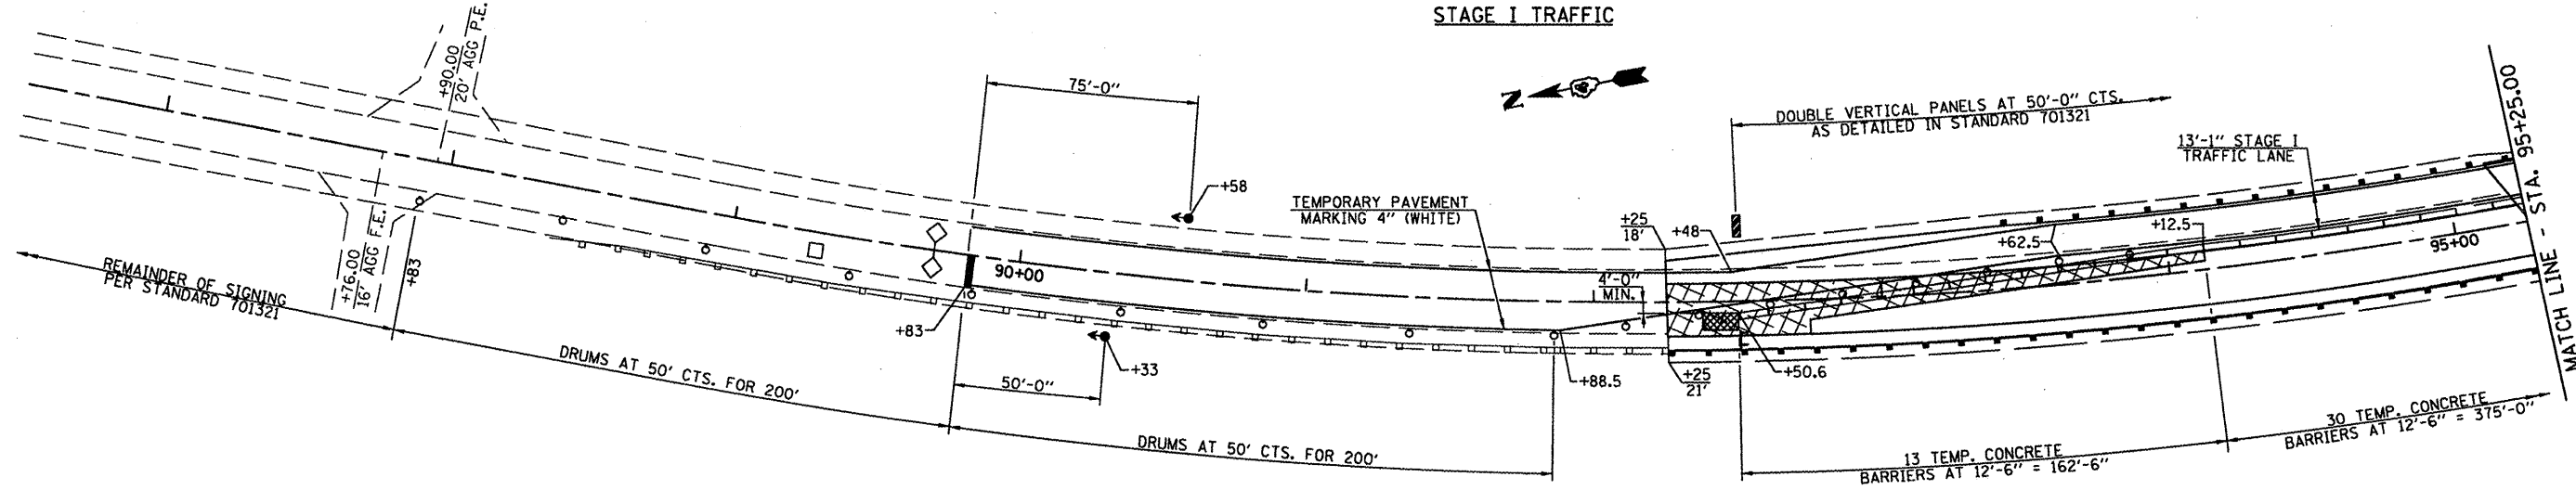 STAGE I TRAFFIC
+90.00
20' AGG P.E.
75'-0"
N
DOUBLE VERTICAL PANELS AT 50'-0" CTS.
AS DETAILED IN STANDARD 701321
13'-1" STAGE I
TRAFFIC LANE
MATCH LINE - STA. 95+25.00
+58
TEMPORARY PAVEMENT
MARKING 4" (WHITE)
+25
18'
+48
+12.5
+62.5
95+00
REMAINDER OF SIGNING
PER STANDARD 701321
+76.00
16' AGG F.E.
+83
90+00
4'-0"
MIN.
+83
+33
+88.5
+25
21'
+50.6
DRUMS AT 50' CTS. FOR 200'
50'-0"
DRUMS AT 50' CTS. FOR 200'
13 TEMP. CONCRETE
BARRIERS AT 12'-6" = 162'-6"
30 TEMP. CONCRETE
BARRIERS AT 12'-6" = 375'-0"